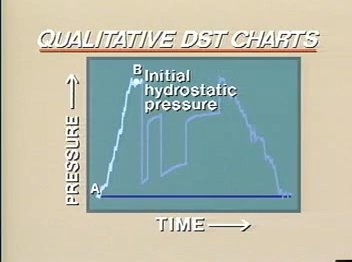 QUALITATIVE DST CHARTS
B Initial
hydrostatic
pressure
PRESSURE
A
TIME